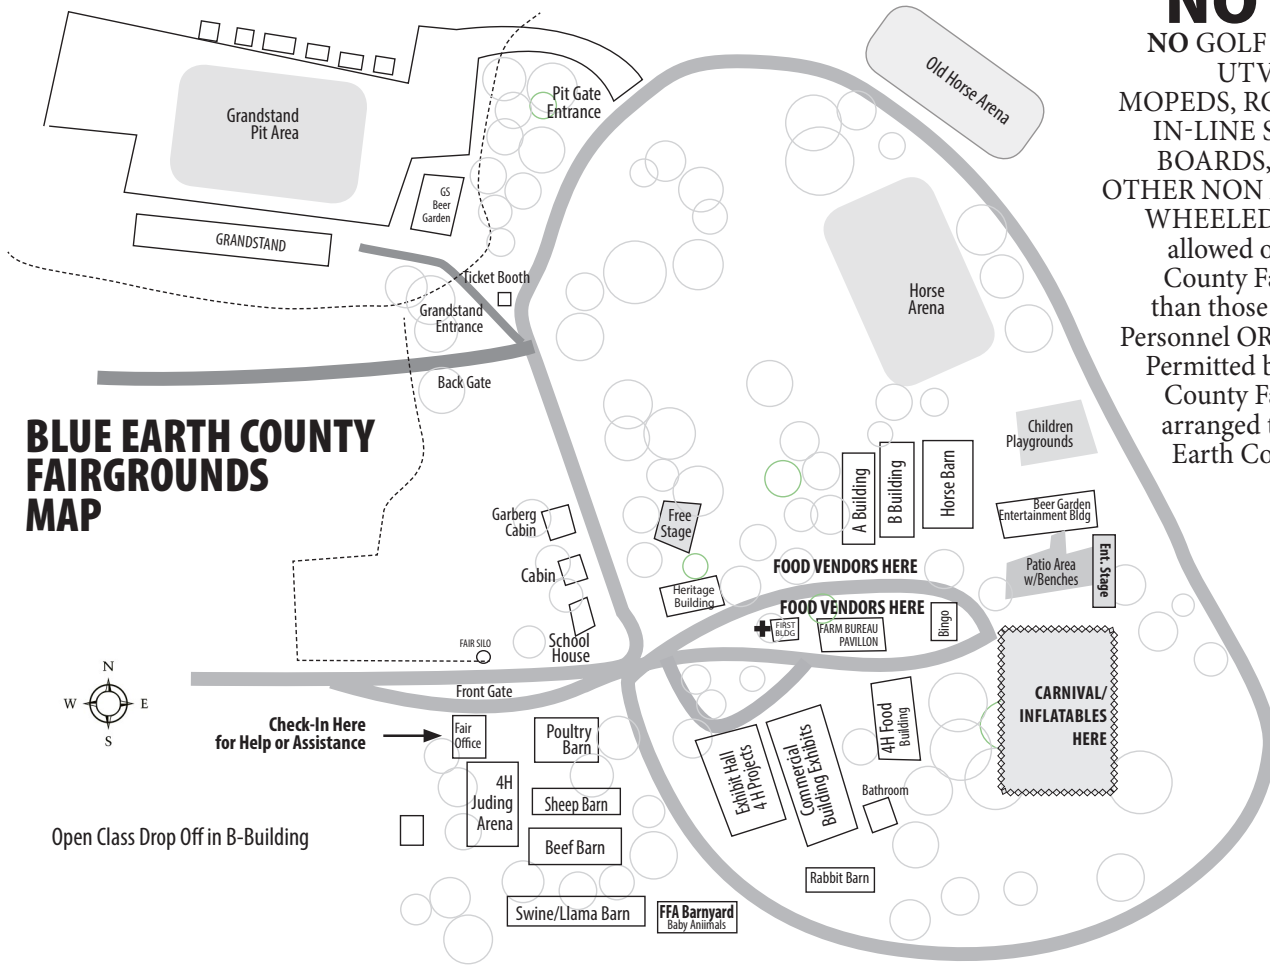 NO
NO GOLF
UTV
MOPEDS, RO
IN-LINE S
BOARDS,
OTHER NON
WHEELED
allowed o
County Fa
than those
Personnel OR
Permitted b
County Fa
arranged t
Earth Co
Old Horse Arena
Pit Gate
Entrance
Grandstand
Pit Area
GS
Beer
Garden
GRANDSTAND
Ticket Booth
Grandstand
Entrance
Back Gate
Horse
Arena
BLUE EARTH COUNTY
FAIRGROUNDS
MAP
Children
Playgrounds
A Building
B Building
Horse Barn
Beer Garden
Entertainment Bldg
Garberg
Cabin
Free
Stage
Cabin
FOOD VENDORS HERE
Patio Area
w/Benches
Ent. Stage
Heritage
Building
FOOD VENDORS HERE
FIRST
BLDG
FARM BUREAU
PAVILLON
Bingo
School
House
FAIR SILO
N
W
E
S
Front Gate
Check-In Here
for Help or Assistance
Fair
Office
Poultry
Barn
4H
Juding
Arena
Sheep Barn
Beef Barn
Swine/Llama Barn
FFA Barnyard
Baby Aniimals
Exhibit Hall
4 H Projects
Commercial
Building Exhibits
4H Food
Building
Bathroom
Rabbit Barn
CARNIVAL/
INFLATABLES
HERE
Open Class Drop Off in B-Building